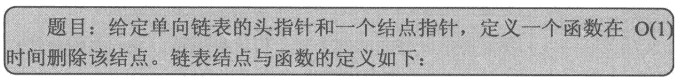 题目：给定单向链表的头指针和一个结点指针，定义一个函数在 O(1)
时间删除该结点。链表结点与函数的定义如下：